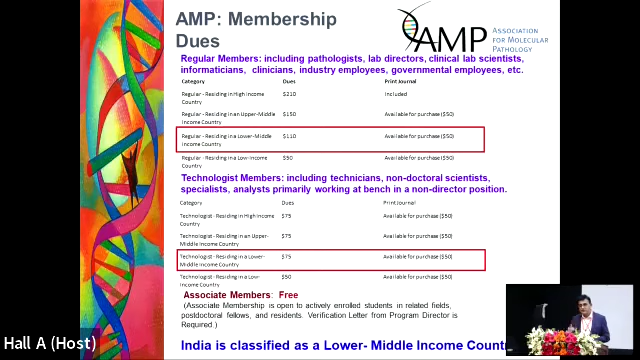 AMP: Membership
Dues
AMP
ASSOCIATION
FOR MOLECULAR
PATHOLOGY
Regular Members: including pathologists, lab directors, clinical lab scientists,
informaticians, clinicians, industry employees, governmental employees, etc.
Category Dues Print Journal
Regular - Residing in High Income
Country $210 Included
Regular - Residing in an Upper-Middle
Income Country $150 Available for purchase ($50)
Regular - Residing in a Lower-Middle
Income Country $110 Available for purchase ($50)
Regular - Residing in a Low-Income
Country $50 Available for purchase ($50)
Technologist Members: including technicians, non-doctoral scientists,
specialists, analysts primarily working at bench in a non-director position.
Category Dues Print Journal
Technologist - Residing in High Income
Country $75 Available for purchase ($50)
Technologist - Residing in an Upper-
Middle Income Country $75 Available for purchase ($50)
Technologist - Residing in a Lower-
Middle Income Country $75 Available for purchase ($50)
Technologist - Residing in a Low-
Income Country $50 Available for purchase ($50)
Associate Members: Free
(Associate Membership is open to actively enrolled students in related fields,
postdoctoral fellows, and residents. Verification Letter from Program Director is
Required.)
India is classified as a Lower- Middle Income Count
Hall A (Host)